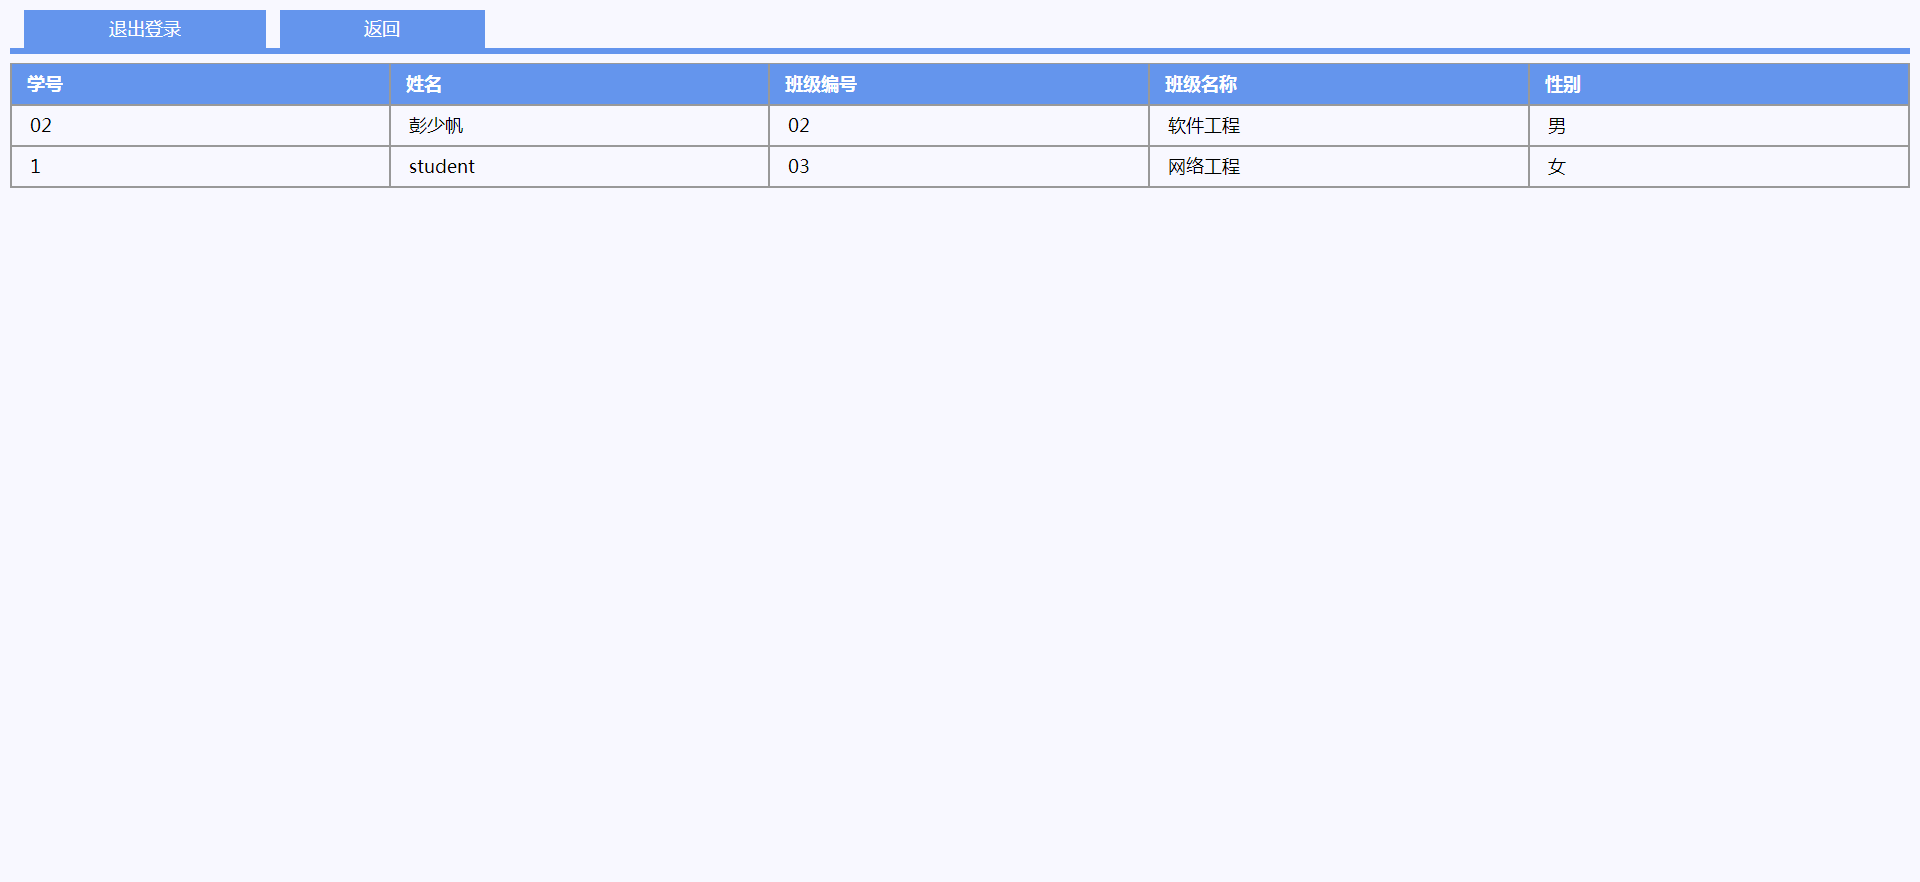 退出登录 返回
学号 姓名 班级编号 班级名称 性别
02 彭少帆 02 软件工程 男
1 student 03 网络工程 女